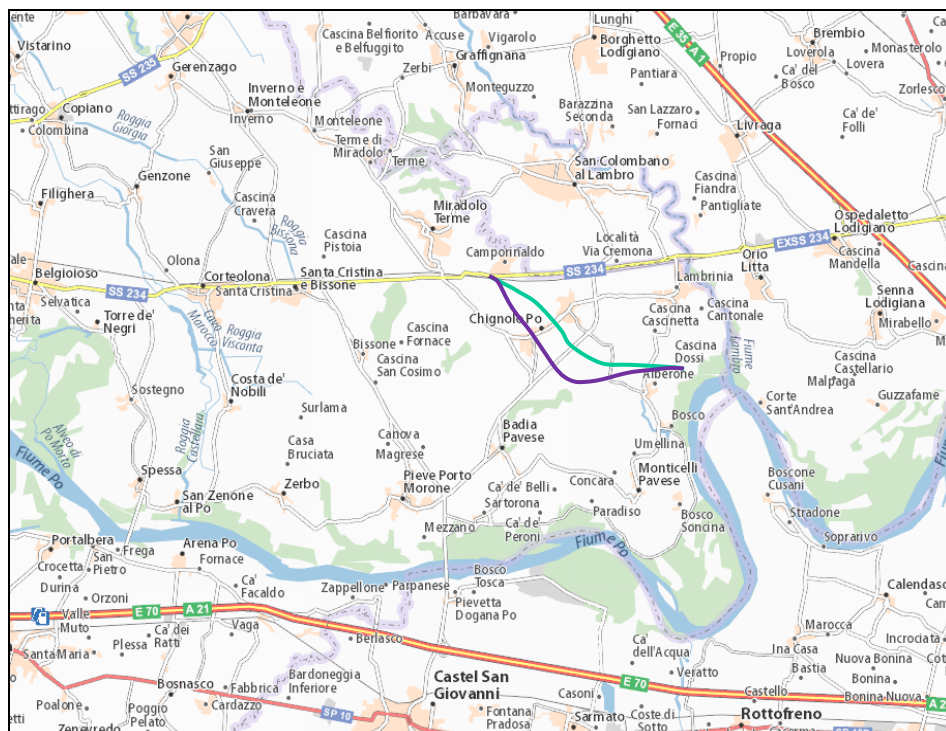 Vistarino
SS 235
Gerenzago
Copiano
Colombina
Roggia
Giorgia
Inverno e
Monteleone
Inverno
Monteleone
Terme di
Miradolo
Terme
Cascina Belfiorito
e Belfuggito
Accuse
Barbavara
Vigarolo
Graffignana
Zerbi
Monteguzzo
Lunghi
Borghetto
Lodigiano
Pantiara
Barazzina
Seconda
San Lazzaro
Fornaci
E 35 A 1
Propio
Brembio
Loverola
Monasterolo
Lovera
Ca' del
Bosco
Zorlesco
Ca' de'
Folli
Livraga
San
Giuseppe
Genzone
Filighera
Cascina
Cravera
Roggia
Bissona
Cascina
Pistoia
Miradolo
Terme
San Colombano
al Lambro
Cascina
Fiandra
Pantigliate
Ospedaletto
Lodigiano
Cascina
Mandella
EXSS 234
Orio
Litta
Località
Via Cremona
Camporinaldo
SS 234
Lambrinia
Senna
Lodigiana
Mirabello
Belgioioso
Olona
Corteolona
Santa Cristina
Santa Cristina
e Bissone
SS 234
Selvatica
Torre de'
Negri
Cavo
Marocco
Roggia
Visconta
Bissone
Cascina
Fornace
Cascina
San Cosimo
Chignolo Po
Cascina
Cascinetta
Cascina
Cantonale
Cascina
Dossi
Alberone
Fiume
Lambro
Cascina
Castellario
Malpaga
Guzzafame
Corte
Sant'Andrea
Sostegno
Costa de'
Nobili
Roggia
Castellara
Surlama
Casa
Bruciata
Canova
Magrese
Badia
Pavese
Bosco
Umellina
Monticelli
Pavese
Boscone
Cusani
Stradone
Soprarivo
Alveo di
Po Morto
Fiume Po
Spessa
San Zenone
al Po
Zerbo
Pieve Porto
Morone
Ca' de' Belli
Sartorona
Concara
Paradiso
Bosco
Soncina
Mezzano
Ca' de'
Peroni
Fiume Po
Portalbera
Frega
San
Pietro
Crocetta
Durina
Orzoni
Arena Po
Fornace
Ca'
Facaldo
Zappellone
Parpanese
Bosco
Tosca
Pievetta
Dogana Po
Calendasco
E 70
A 21
Valle
Muto
Santa Maria
Plessa
Ca' dei
Ratti
Vaga
Berlasco
Ca'
dell'Acqua
Veratto
Marocca
Ina Casa
Bastia
Incrociata
Nuova Bonina
Bonina
Bonina Nuova
E 70
Bardoneggia
Inferiore
Castel San
Giovanni
Bosnasco
Fabbrica
Cardazzo
Poalone
Poggio
Pelato
Zenevredo
SP 10
Fontana
Pradosa
Casoni
Sarmato
Coste di
Sotto
Castello
Rottofreno